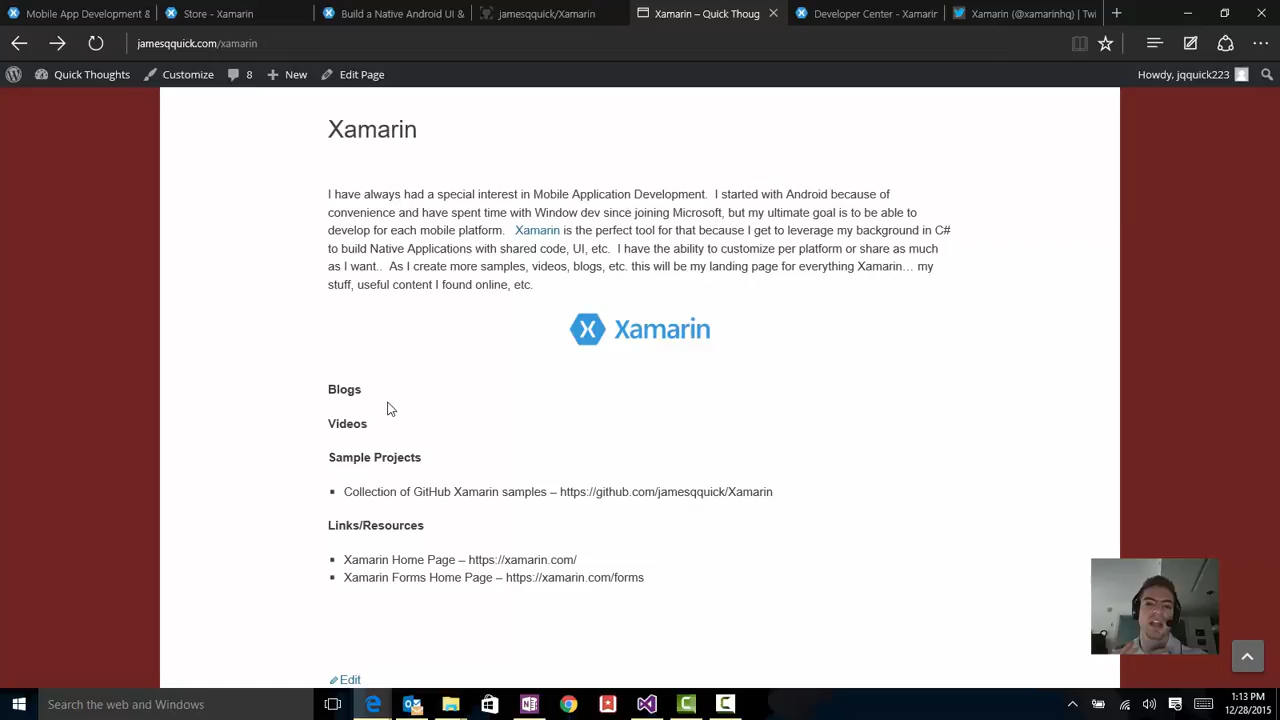 Mobile App Development &
Store - Xamarin
Build a Native Android UI &
jamesqquick/Xamarin
Xamarin – Quick Thoug
Developer Center - Xamarin
Xamarin (@xamarinhq) | Twi
jamesqquick.com/xamarin
Quick Thoughts
Customize
8
New
Edit Page
Howdy, jqquick223
Xamarin
I have always had a special interest in Mobile Application Development. I started with Android because of
convenience and have spent time with Window dev since joining Microsoft, but my ultimate goal is to be able to
develop for each mobile platform. Xamarin is the perfect tool for that because I get to leverage my background in C#
to build Native Applications with shared code, UI, etc. I have the ability to customize per platform or share as much
as I want.. As I create more samples, videos, blogs, etc. this will be my landing page for everything Xamarin… my
stuff, useful content I found online, etc.
X Xamarin
Blogs
Videos
Sample Projects
Collection of GitHub Xamarin samples – https://github.com/jamesqquick/Xamarin
Links/Resources
Xamarin Home Page – https://xamarin.com/
Xamarin Forms Home Page – https://xamarin.com/forms
Edit
Search the web and Windows
1:13 PM
12/28/2015